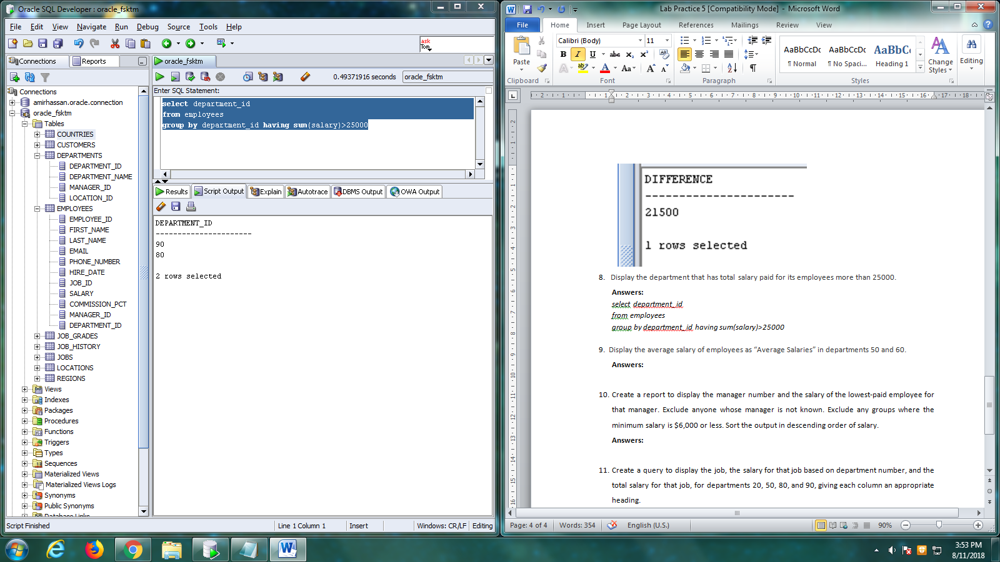 Oracle SQL Developer : oracle_fsktm
File Edit View Navigate Run Debug Source Tools Help
ask
Tom
Connections
Reports
Connections
amirhassan.oracle.connection
oracle_fsktm
Tables
COUNTRIES
CUSTOMERS
DEPARTMENTS
DEPARTMENT_ID
DEPARTMENT_NAME
MANAGER_ID
LOCATION_ID
EMPLOYEES
EMPLOYEE_ID
FIRST_NAME
LAST_NAME
EMAIL
PHONE_NUMBER
HIRE_DATE
JOB_ID
SALARY
COMMISSION_PCT
MANAGER_ID
DEPARTMENT_ID
JOB_GRADES
JOB_HISTORY
JOBS
LOCATIONS
REGIONS
Views
Indexes
Packages
Procedures
Functions
Triggers
Types
Sequences
Materialized Views
Materialized Views Logs
Synonyms
Public Synonyms
Database Links
oracle_fsktm
0.49371916 seconds
oracle_fsktm
Enter SQL Statement:
select department_id
from employees
group by department_id having sum(salary)>25000
Results Script Output Explain Autotrace DBMS Output OWA Output
DEPARTMENT_ID
----------------------
90
80
2 rows selected
Script Finished
Line 1 Column 1
Insert
Windows: CR/LF
Editing
Lab Practice 5 [Compatibility Mode] - Microsoft Word
File Home Insert Page Layout References Mailings Review View
Paste
Clipboard
Calibri (Body)
11
B I U abc x₂ x²
A ab A Aa A A
Font
Paragraph
AaBbCcDc AaBbCcDc AaBbC
¶ Normal ¶ No Spaci... Heading 1
Styles
Change
Styles
Editing
DIFFERENCE
----------------------
21500
1 rows selected
8. Display the department that has total salary paid for its employees more than 25000.
Answers:
select department_id
from employees
group by department_id having sum(salary)>25000
9. Display the average salary of employees as “Average Salaries” in departments 50 and 60.
Answers:
10. Create a report to display the manager number and the salary of the lowest-paid employee for
that manager. Exclude anyone whose manager is not known. Exclude any groups where the
minimum salary is $6,000 or less. Sort the output in descending order of salary.
Answers:
11. Create a query to display the job, the salary for that job based on department number, and the
total salary for that job, for departments 20, 50, 80, and 90, giving each column an appropriate
heading.
Page: 4 of 4
Words: 354
English (U.S.)
90%
3:53 PM
8/11/2018